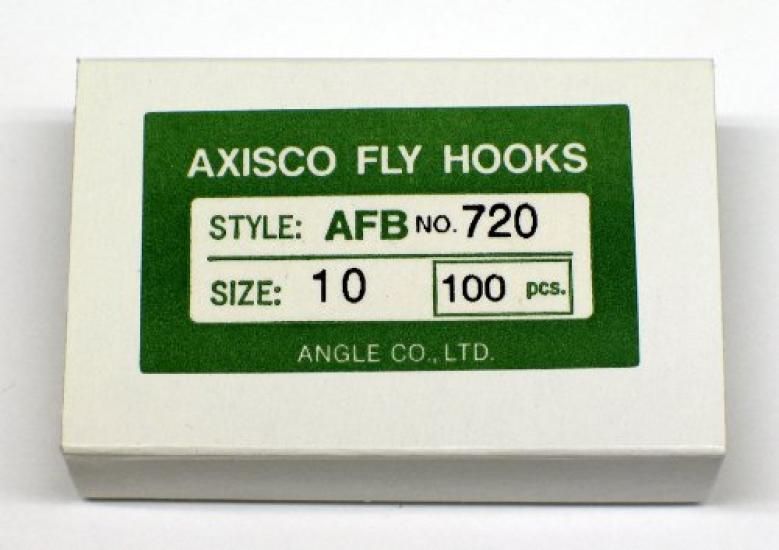 AXISCO FLY HOOKS
STYLE: AFB NO. 720
SIZE: 10 100 pcs.
ANGLE CO., LTD.